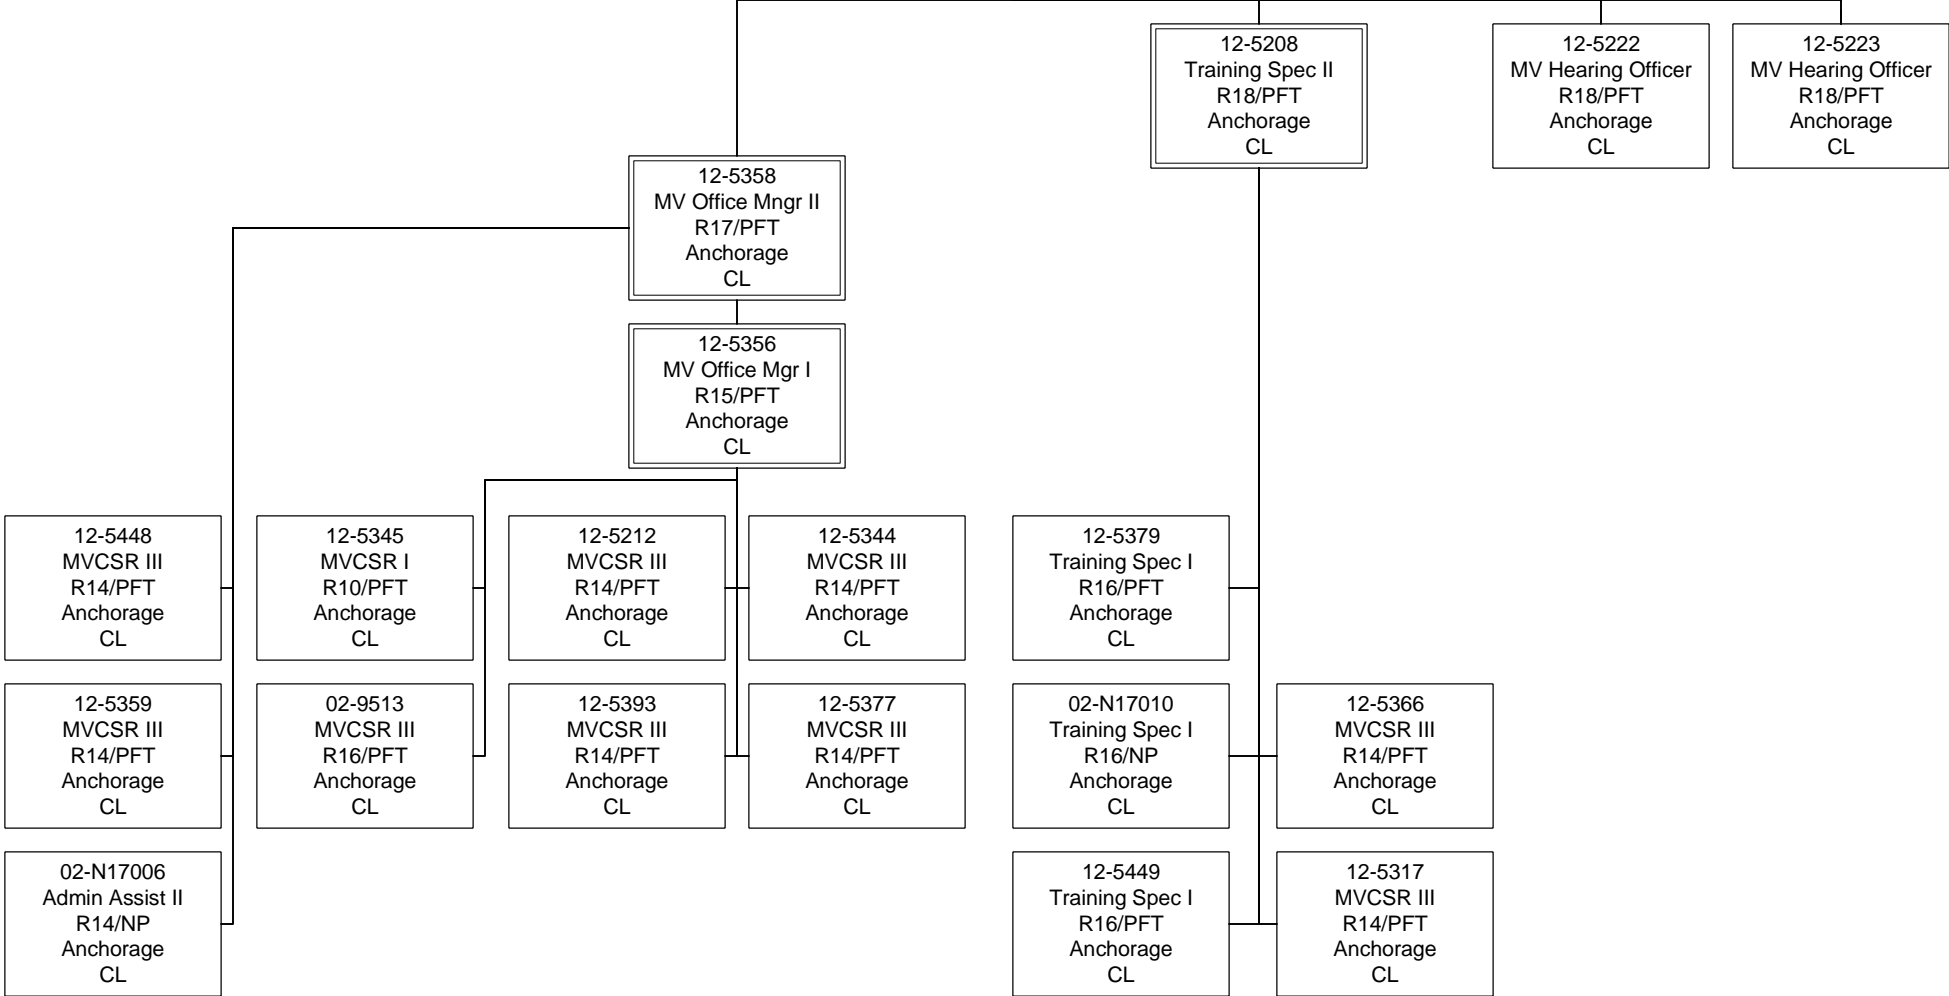 12-5208
Training Spec II
R18/PFT
Anchorage
CL
12-5222
MV Hearing Officer
R18/PFT
Anchorage
CL
12-5223
MV Hearing Officer
R18/PFT
Anchorage
CL
12-5358
MV Office Mngr II
R17/PFT
Anchorage
CL
12-5356
MV Office Mgr I
R15/PFT
Anchorage
CL
12-5448
MVCSR III
R14/PFT
Anchorage
CL
12-5345
MVCSR I
R10/PFT
Anchorage
CL
12-5212
MVCSR III
R14/PFT
Anchorage
CL
12-5344
MVCSR III
R14/PFT
Anchorage
CL
12-5379
Training Spec I
R16/PFT
Anchorage
CL
12-5359
MVCSR III
R14/PFT
Anchorage
CL
02-9513
MVCSR III
R16/PFT
Anchorage
CL
12-5393
MVCSR III
R14/PFT
Anchorage
CL
12-5377
MVCSR III
R14/PFT
Anchorage
CL
02-N17010
Training Spec I
R16/NP
Anchorage
CL
12-5366
MVCSR III
R14/PFT
Anchorage
CL
02-N17006
Admin Assist II
R14/NP
Anchorage
CL
12-5449
Training Spec I
R16/PFT
Anchorage
CL
12-5317
MVCSR III
R14/PFT
Anchorage
CL